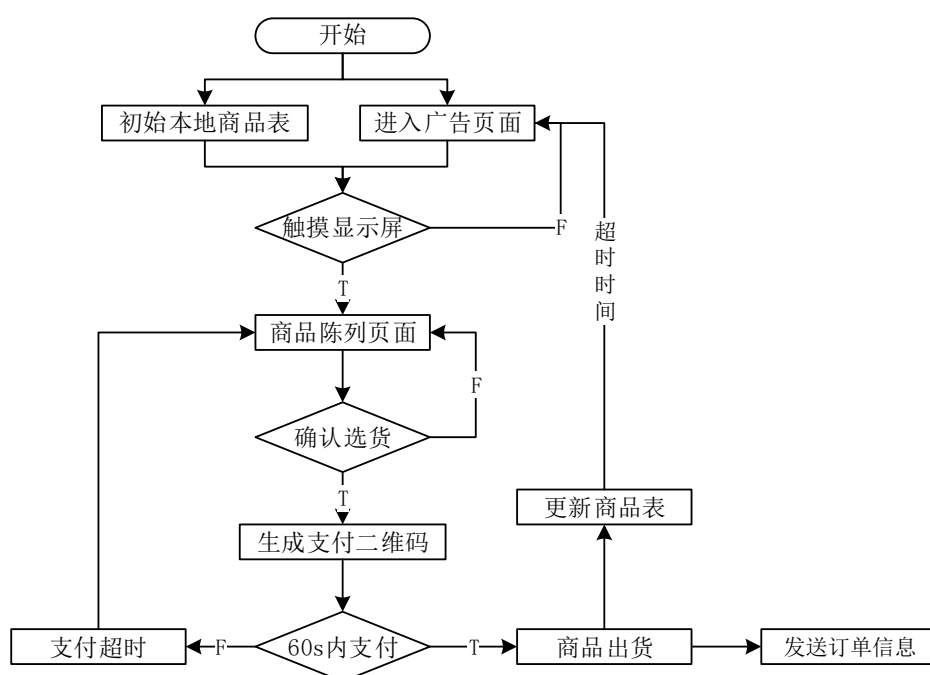 开始
初始本地商品表
进入广告页面
触摸显示屏
F
超时时间
T
商品陈列页面
F
确认选货
T
更新商品表
生成支付二维码
支付超时
F
60s内支付
T
商品出货
发送订单信息